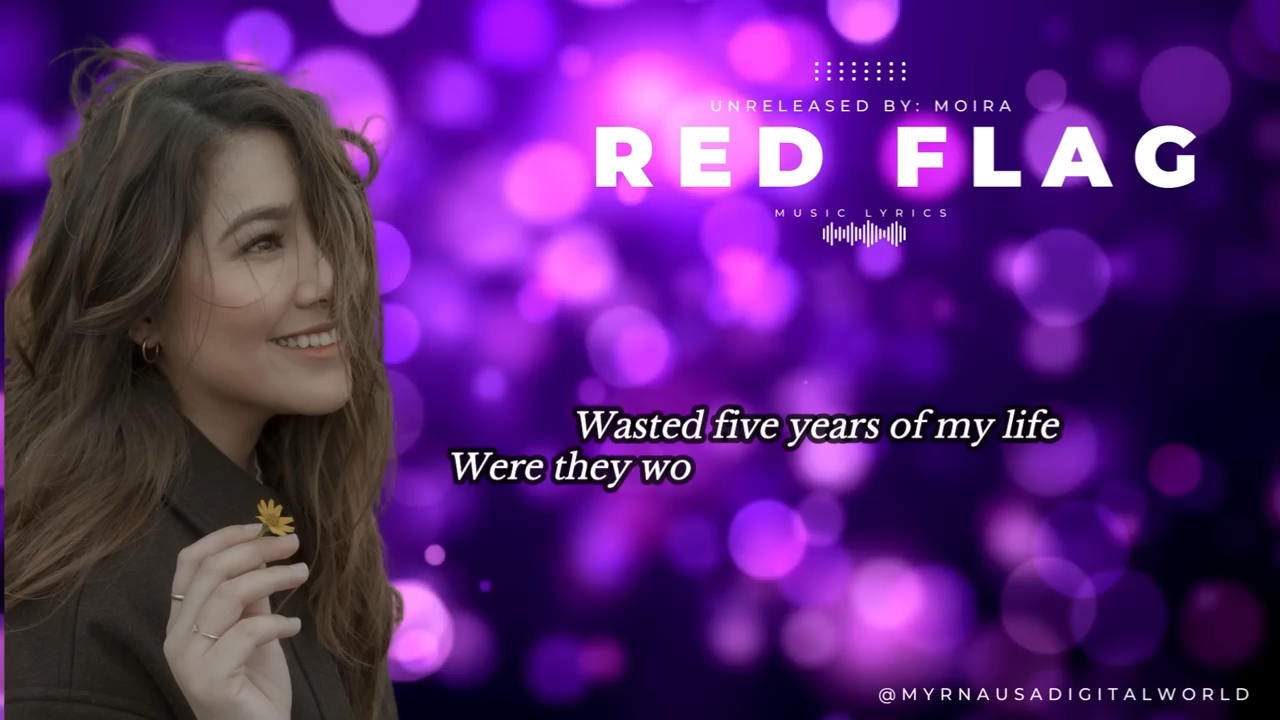 UNRELEASED BY: MOIRA
RED FLAG
MUSIC LYRICS
Wasted five years of my life
Were they wo
@MYRNAUSADIGITALWORLD